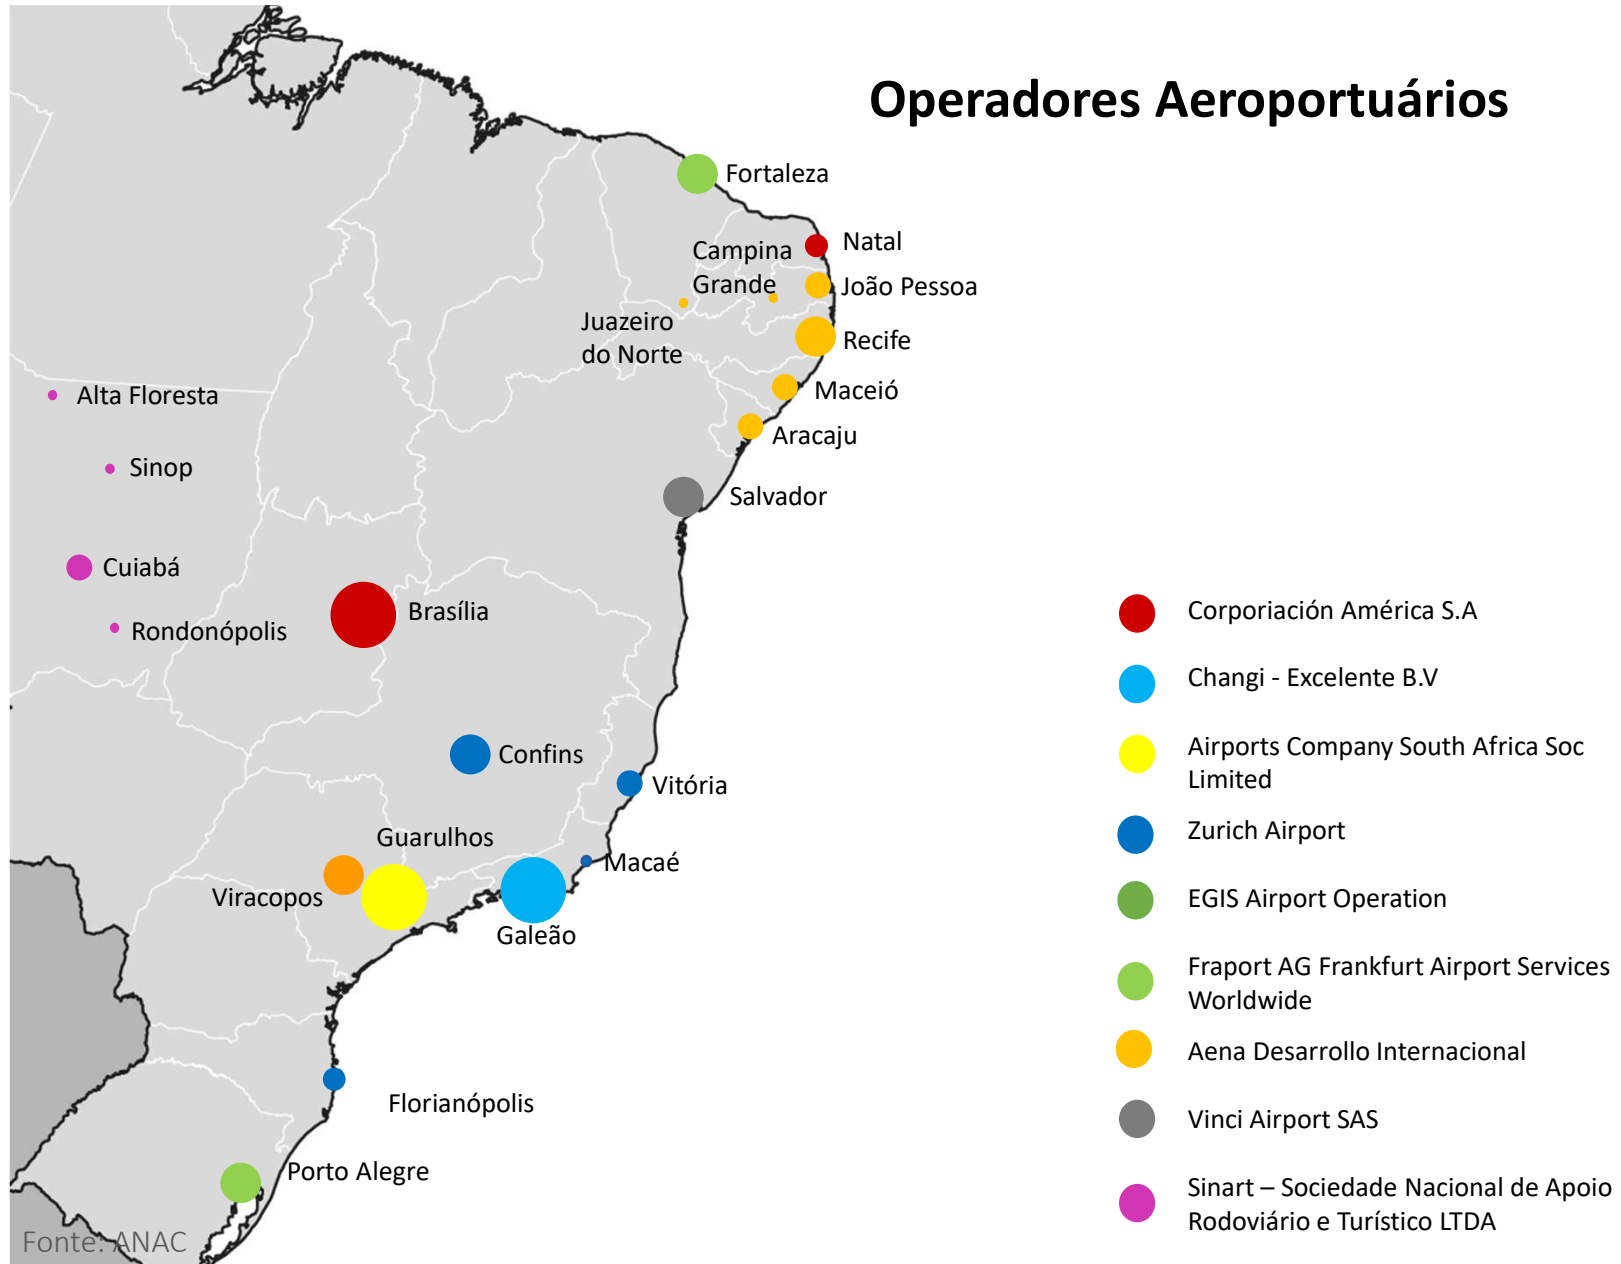 Operadores Aeroportuários
Fortaleza
Natal
Campina
Grande
João Pessoa
Juazeiro
do Norte
Recife
Maceió
Alta Floresta
Aracaju
Sinop
Salvador
Cuiabá
Brasília
Rondonópolis
Confins
Vitória
Guarulhos
Macaé
Viracopos
Galeão
Florianópolis
Porto Alegre
Fonte: ANAC
Corporiación América S.A
Changi - Excelente B.V
Airports Company South Africa Soc
Limited
Zurich Airport
EGIS Airport Operation
Fraport AG Frankfurt Airport Services
Worldwide
Aena Desarrollo Internacional
Vinci Airport SAS
Sinart – Sociedade Nacional de Apoio
Rodoviário e Turístico LTDA